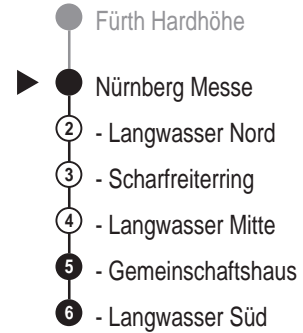 Fürth Hardhöhe
Nürnberg Messe
2 - Langwasser Nord
3 - Scharfreiterring
4 - Langwasser Mitte
5 - Gemeinschaftshaus
6 - Langwasser Süd